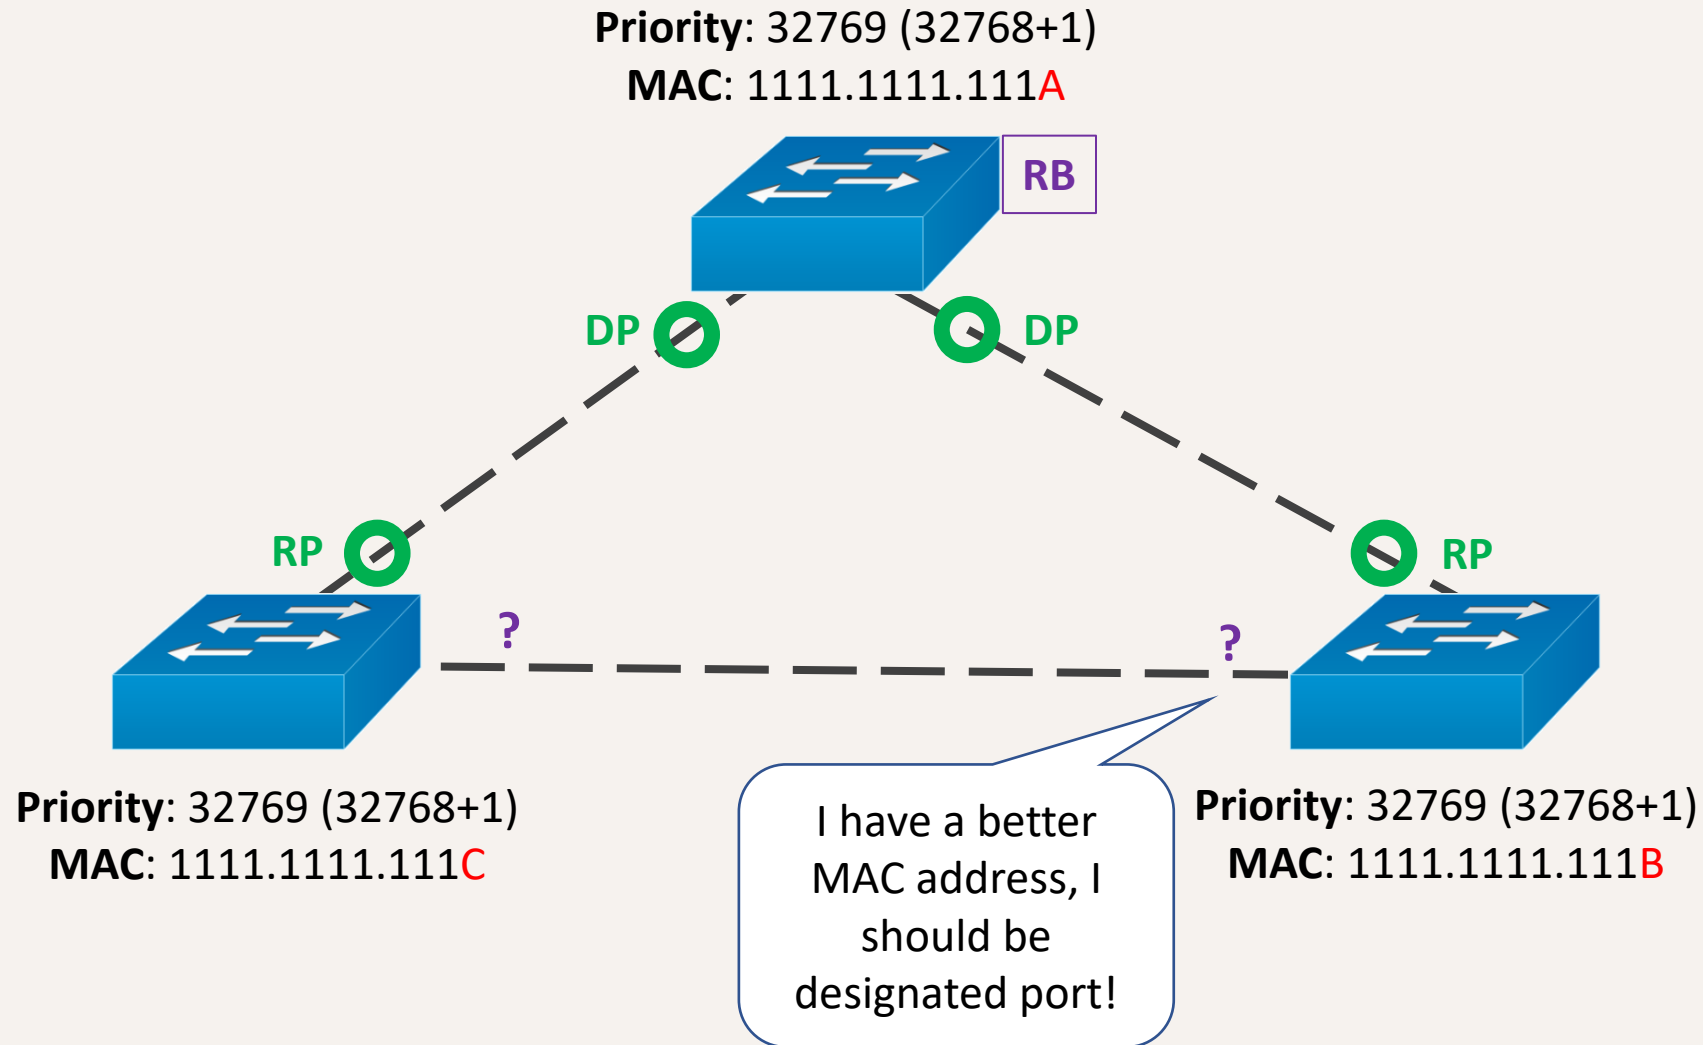 Priority: 32769 (32768+1)
MAC: 1111.1111.111A
RB
DP
DP
RP
RP
?
?
Priority: 32769 (32768+1)
MAC: 1111.1111.111C
I have a better
MAC address, I
should be
designated port!
Priority: 32769 (32768+1)
MAC: 1111.1111.111B